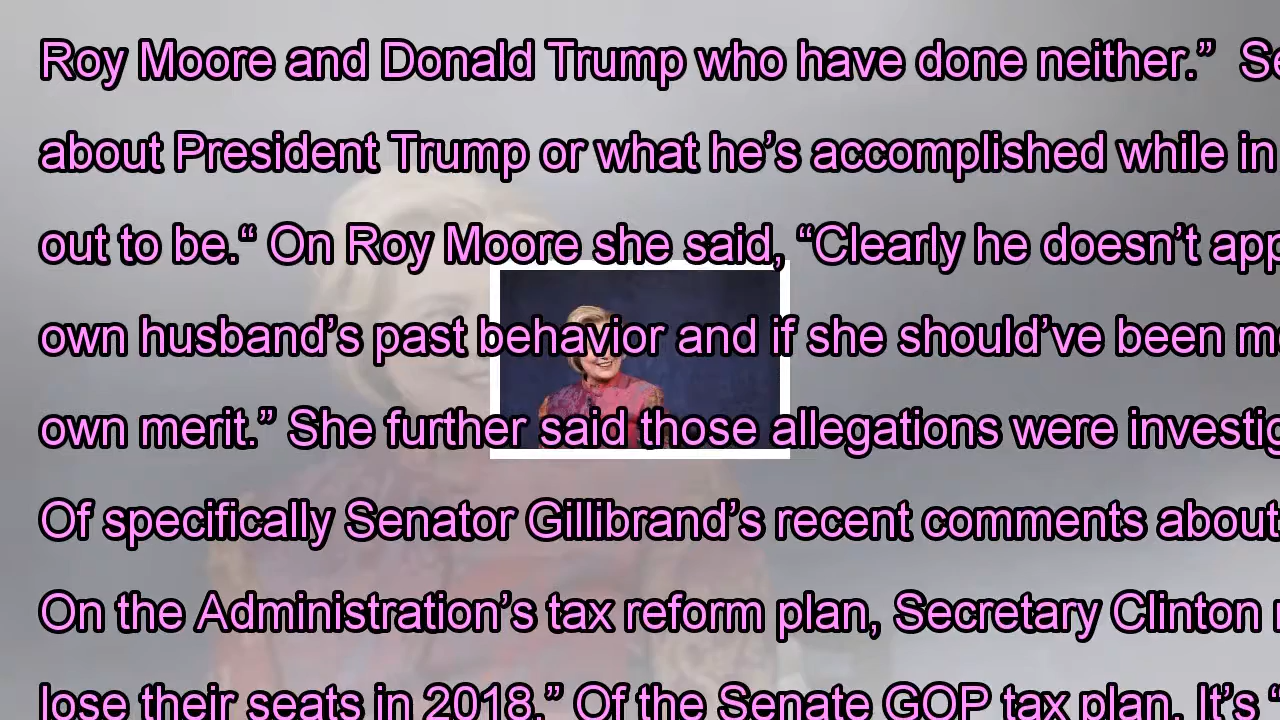 Roy Moore and Donald Trump who have done neither.”  Se
about President Trump or what he’s accomplished while in
out to be.“ On Roy Moore she said, “Clearly he doesn’t app
own husband’s past behavior and if she should’ve been m
own merit.” She further said those allegations were investig
Of specifically Senator Gillibrand’s recent comments about
On the Administration’s tax reform plan, Secretary Clinton r
lose their seats in 2018.” Of the Senate GOP tax plan, It’s “